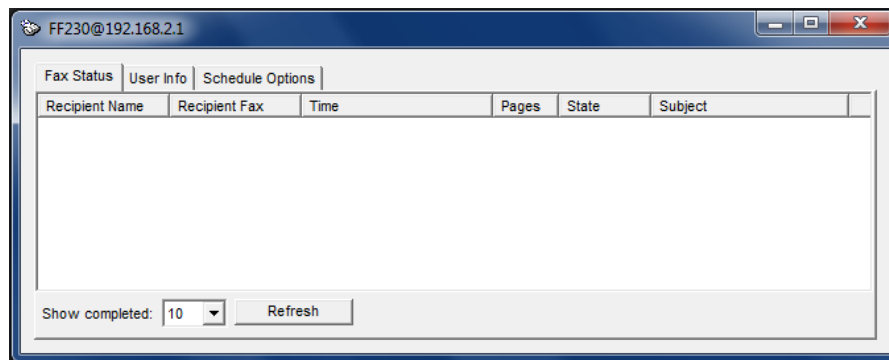 FF230@192.168.2.1
Fax Status User Info Schedule Options
Recipient Name Recipient Fax Time Pages State Subject
Show completed: 10 Refresh